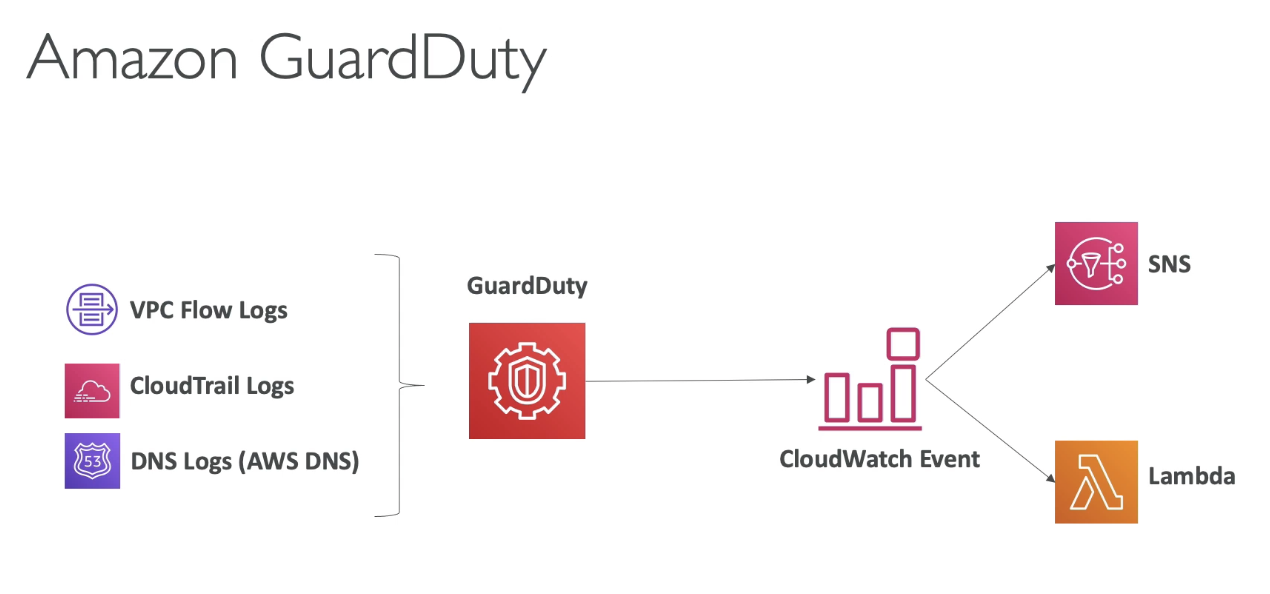 Amazon GuardDuty
VPC Flow Logs
CloudTrail Logs
53
DNS Logs (AWS DNS)
GuardDuty
CloudWatch Event
SNS
Lambda